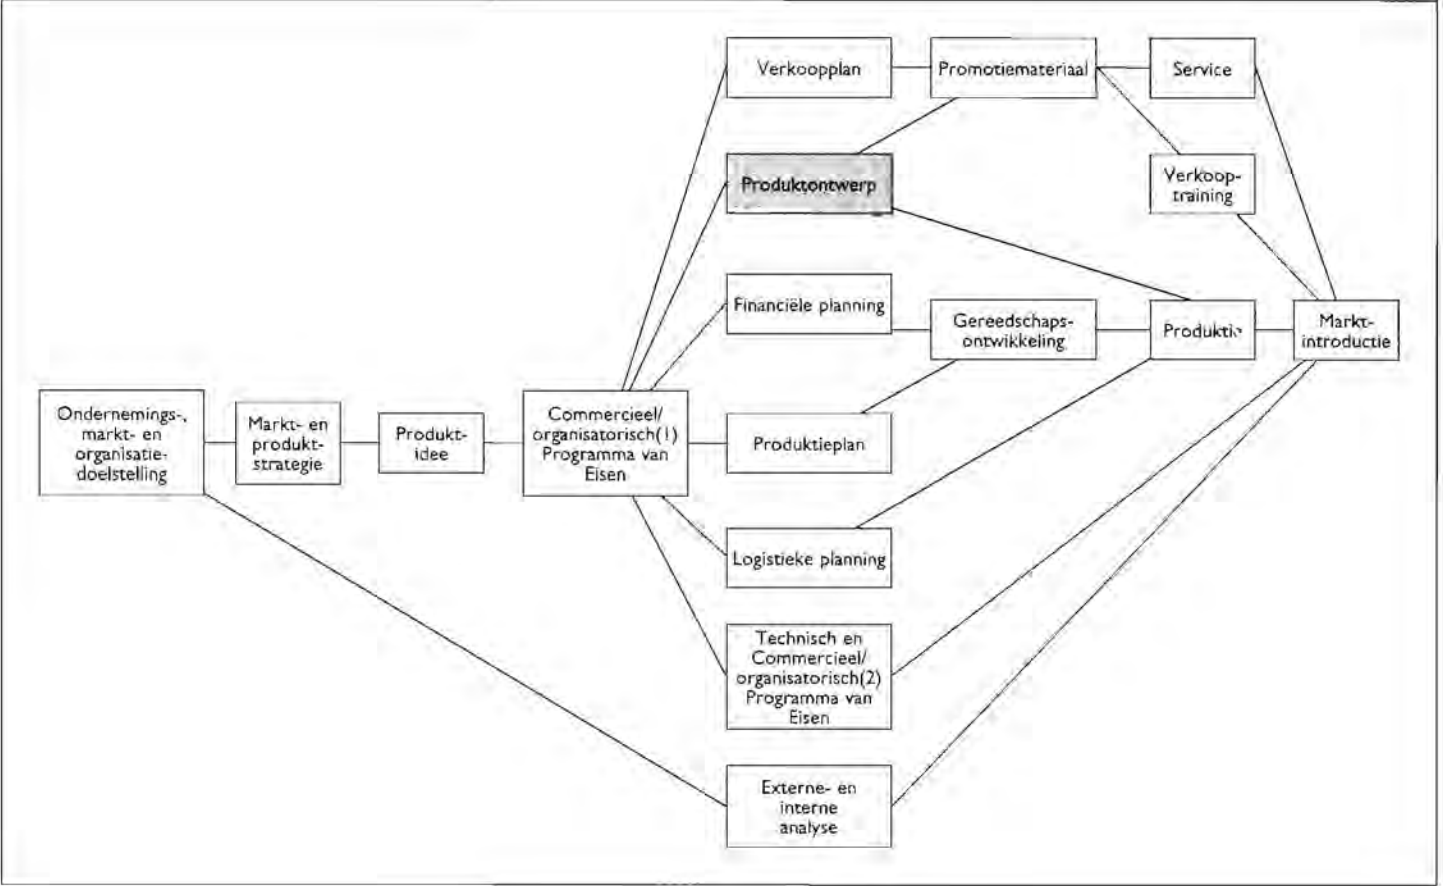 Verkoopplan
Promotiemateriaal
Service
Produktontwerp
Verkoop-
training
Financiële planning
Gereedschaps-
ontwikkeling
Produktie
Markt-
introductie
Ondernemings-,
markt- en
organisatie-
doelstelling
Markt- en
produkt-
strategie
Produkt-
idee
Commercieel/
organisatorisch(1)
Programma van
Eisen
Produktieplan
Logistieke planning
Technisch en
Commercieel/
organisatorisch(2)
Programma van
Eisen
Externe- en
interne
analyse